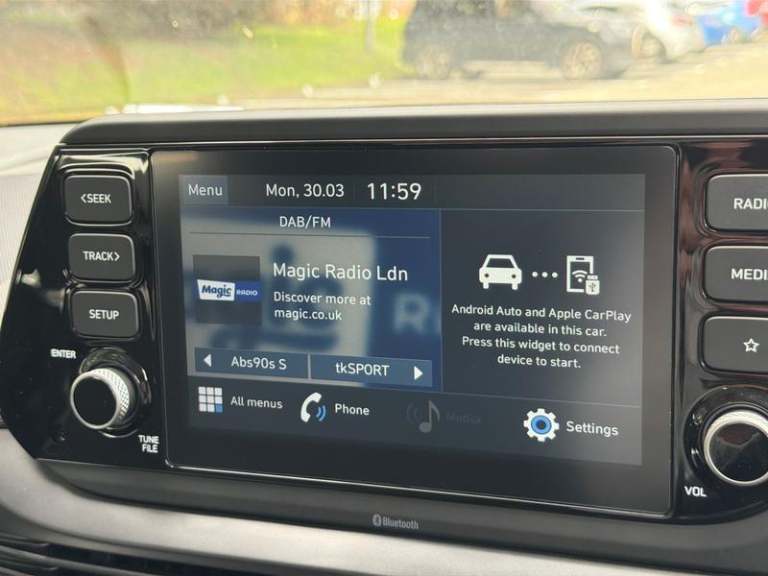 <SEEK
TRACK>
SETUP
ENTER
TUNE
FILE
Menu
Mon, 30.03
11:59
DAB/FM
Magic RADIO
Magic Radio Ldn
Discover more at
magic.co.uk
Abs90s S
tkSPORT
Android Auto and Apple CarPlay
are available in this car.
Press this widget to connect
device to start.
All menus
Phone
Media
Settings
RADI
MEDI
VOL
Bluetooth